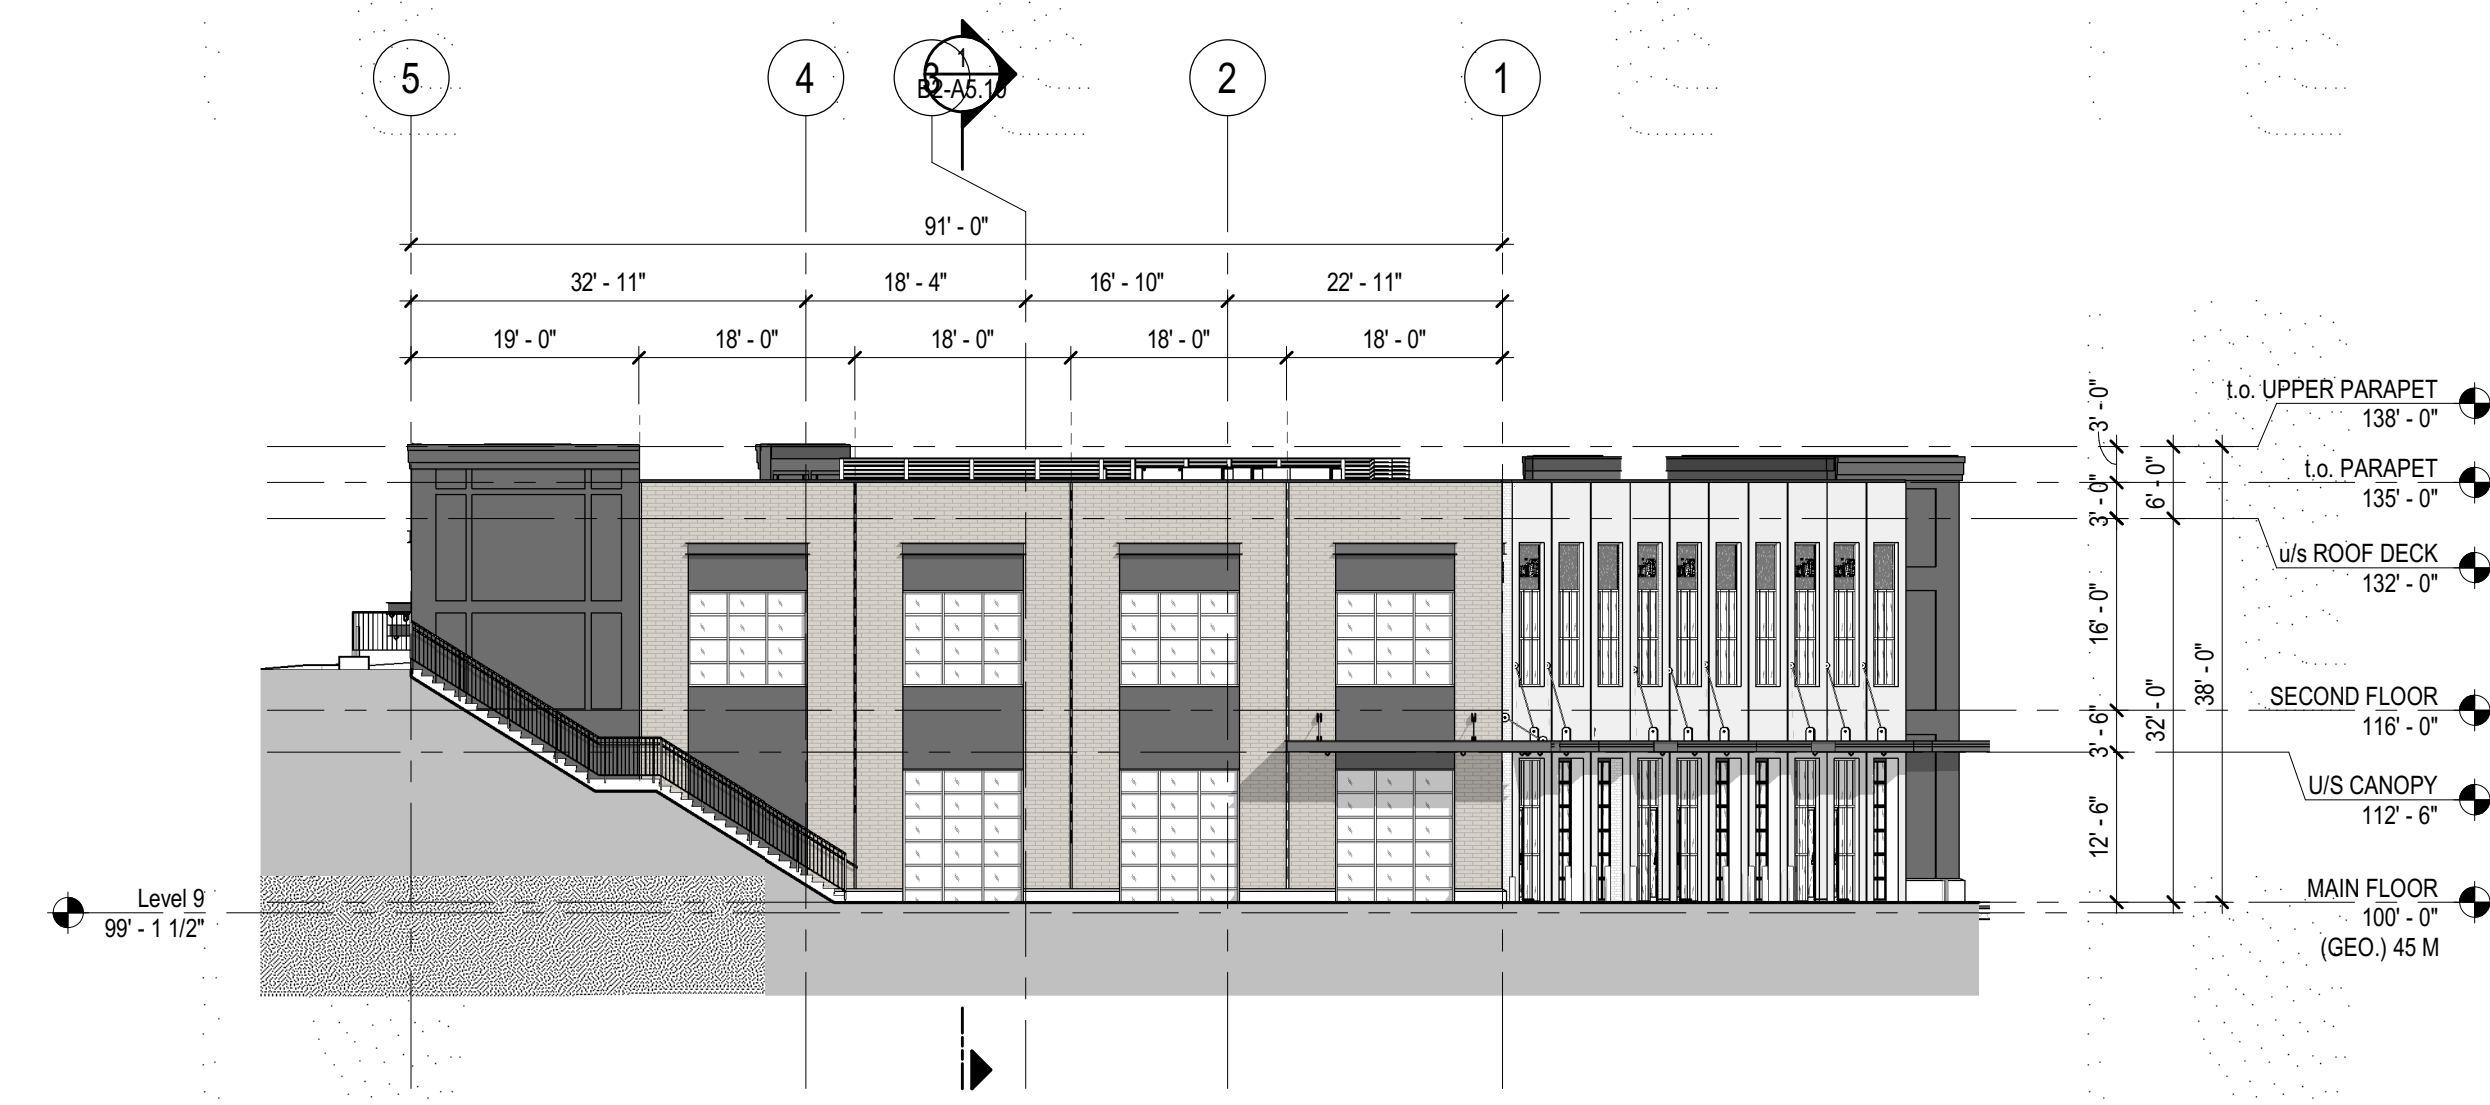 5
4
3
1
B2-A5.10
2
1
91' - 0"
32' - 11"
18' - 4"
16' - 10"
22' - 11"
19' - 0"
18' - 0"
18' - 0"
18' - 0"
18' - 0"
3' - 0"
t.o. UPPER PARAPET
138' - 0"
3' - 0"
6' - 0"
t.o. PARAPET
135' - 0"
u/s ROOF DECK
132' - 0"
16' - 0"
38' - 0"
32' - 0"
3' - 6"
SECOND FLOOR
116' - 0"
12' - 6"
U/S CANOPY
112' - 6"
Level 9
99' - 1 1/2"
MAIN FLOOR
100' - 0"
(GEO.) 45 M